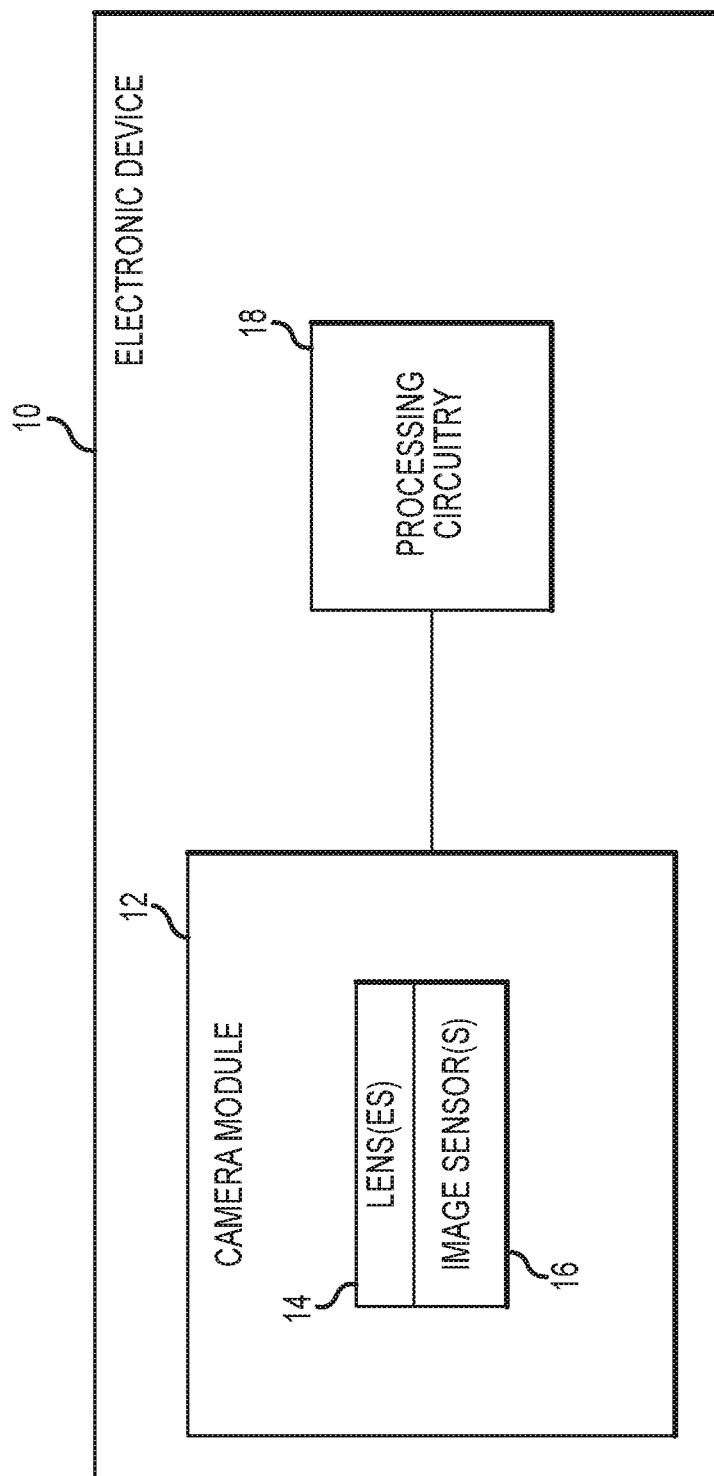 10
ELECTRONIC DEVICE
12
CAMERA MODULE
14
LENS(ES)
IMAGE SENSOR(S)
16
18
PROCESSING
CIRCUITRY